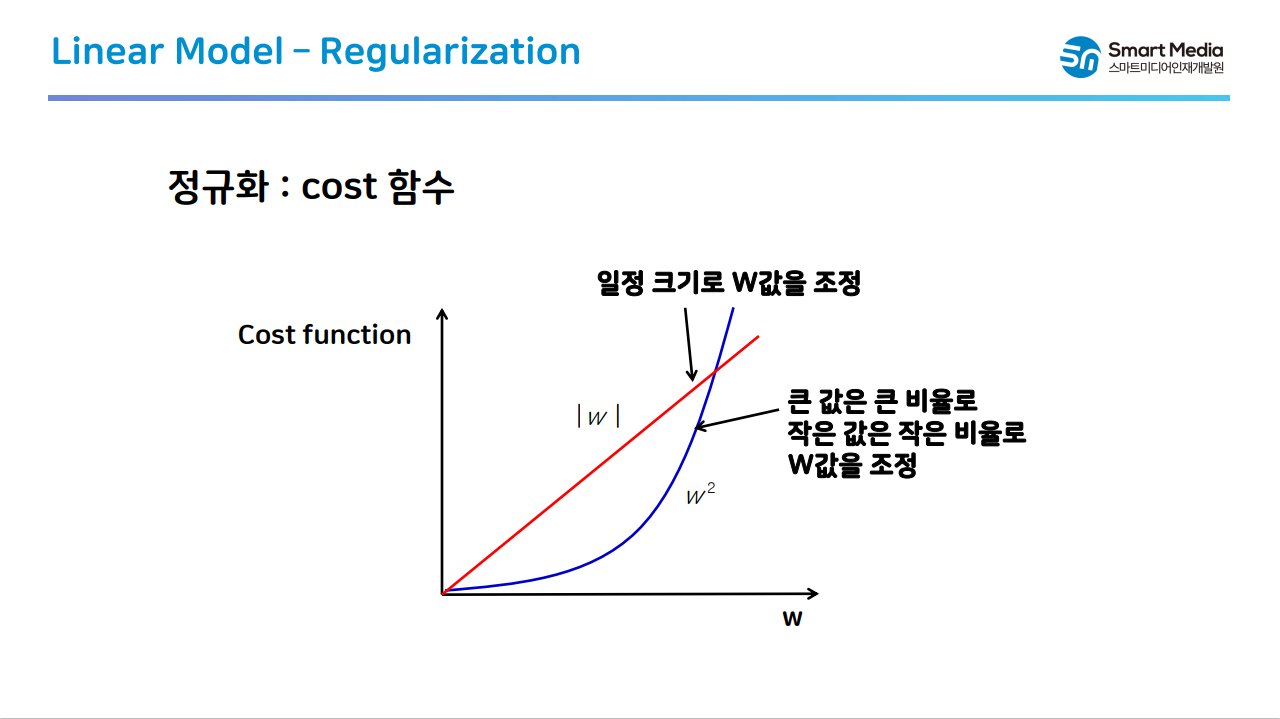 Linear Model – Regularization
Smart Media
스마트미디어인재개발원
정규화 : cost 함수
일정 크기로 W값을 조정
Cost function
| w |
큰 값은 큰 비율로
작은 값은 작은 비율로
W값을 조정
w²
w